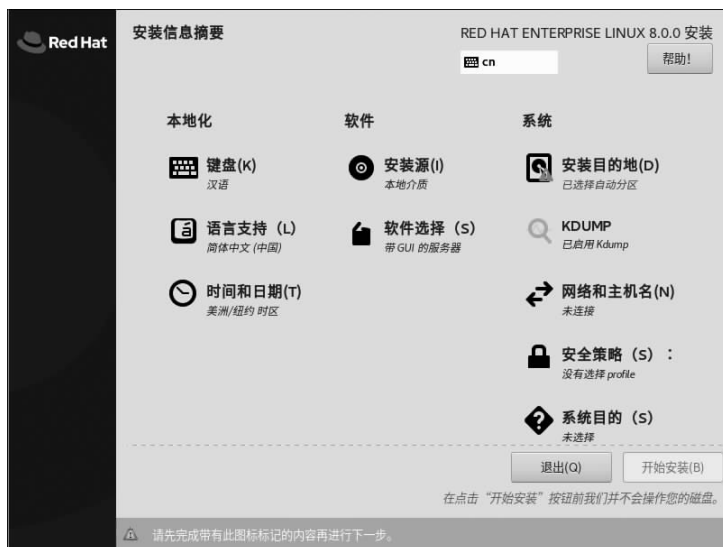 Red Hat
安装信息摘要
RED HAT ENTERPRISE LINUX 8.0.0 安装
cn
帮助!
本地化
键盘(K)
汉语
语言支持（L）
简体中文 (中国)
时间和日期(T)
美洲/纽约 时区
软件
安装源(I)
本地介质
软件选择（S）
带 GUI 的服务器
系统
安装目的地(D)
已选择自动分区
KDUMP
已启用 Kdump
网络和主机名(N)
未连接
安全策略（S）：
没有选择 profile
系统目的（S）
未选择
退出(Q)
开始安装(B)
在点击“开始安装”按钮前我们并不会操作您的磁盘。
请先完成带有此图标标记的内容再进行下一步。